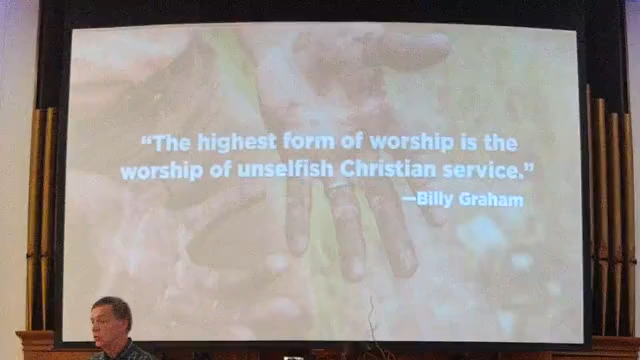 “The highest form of worship is the
worship of unselfish Christian service.”
—Billy Graham